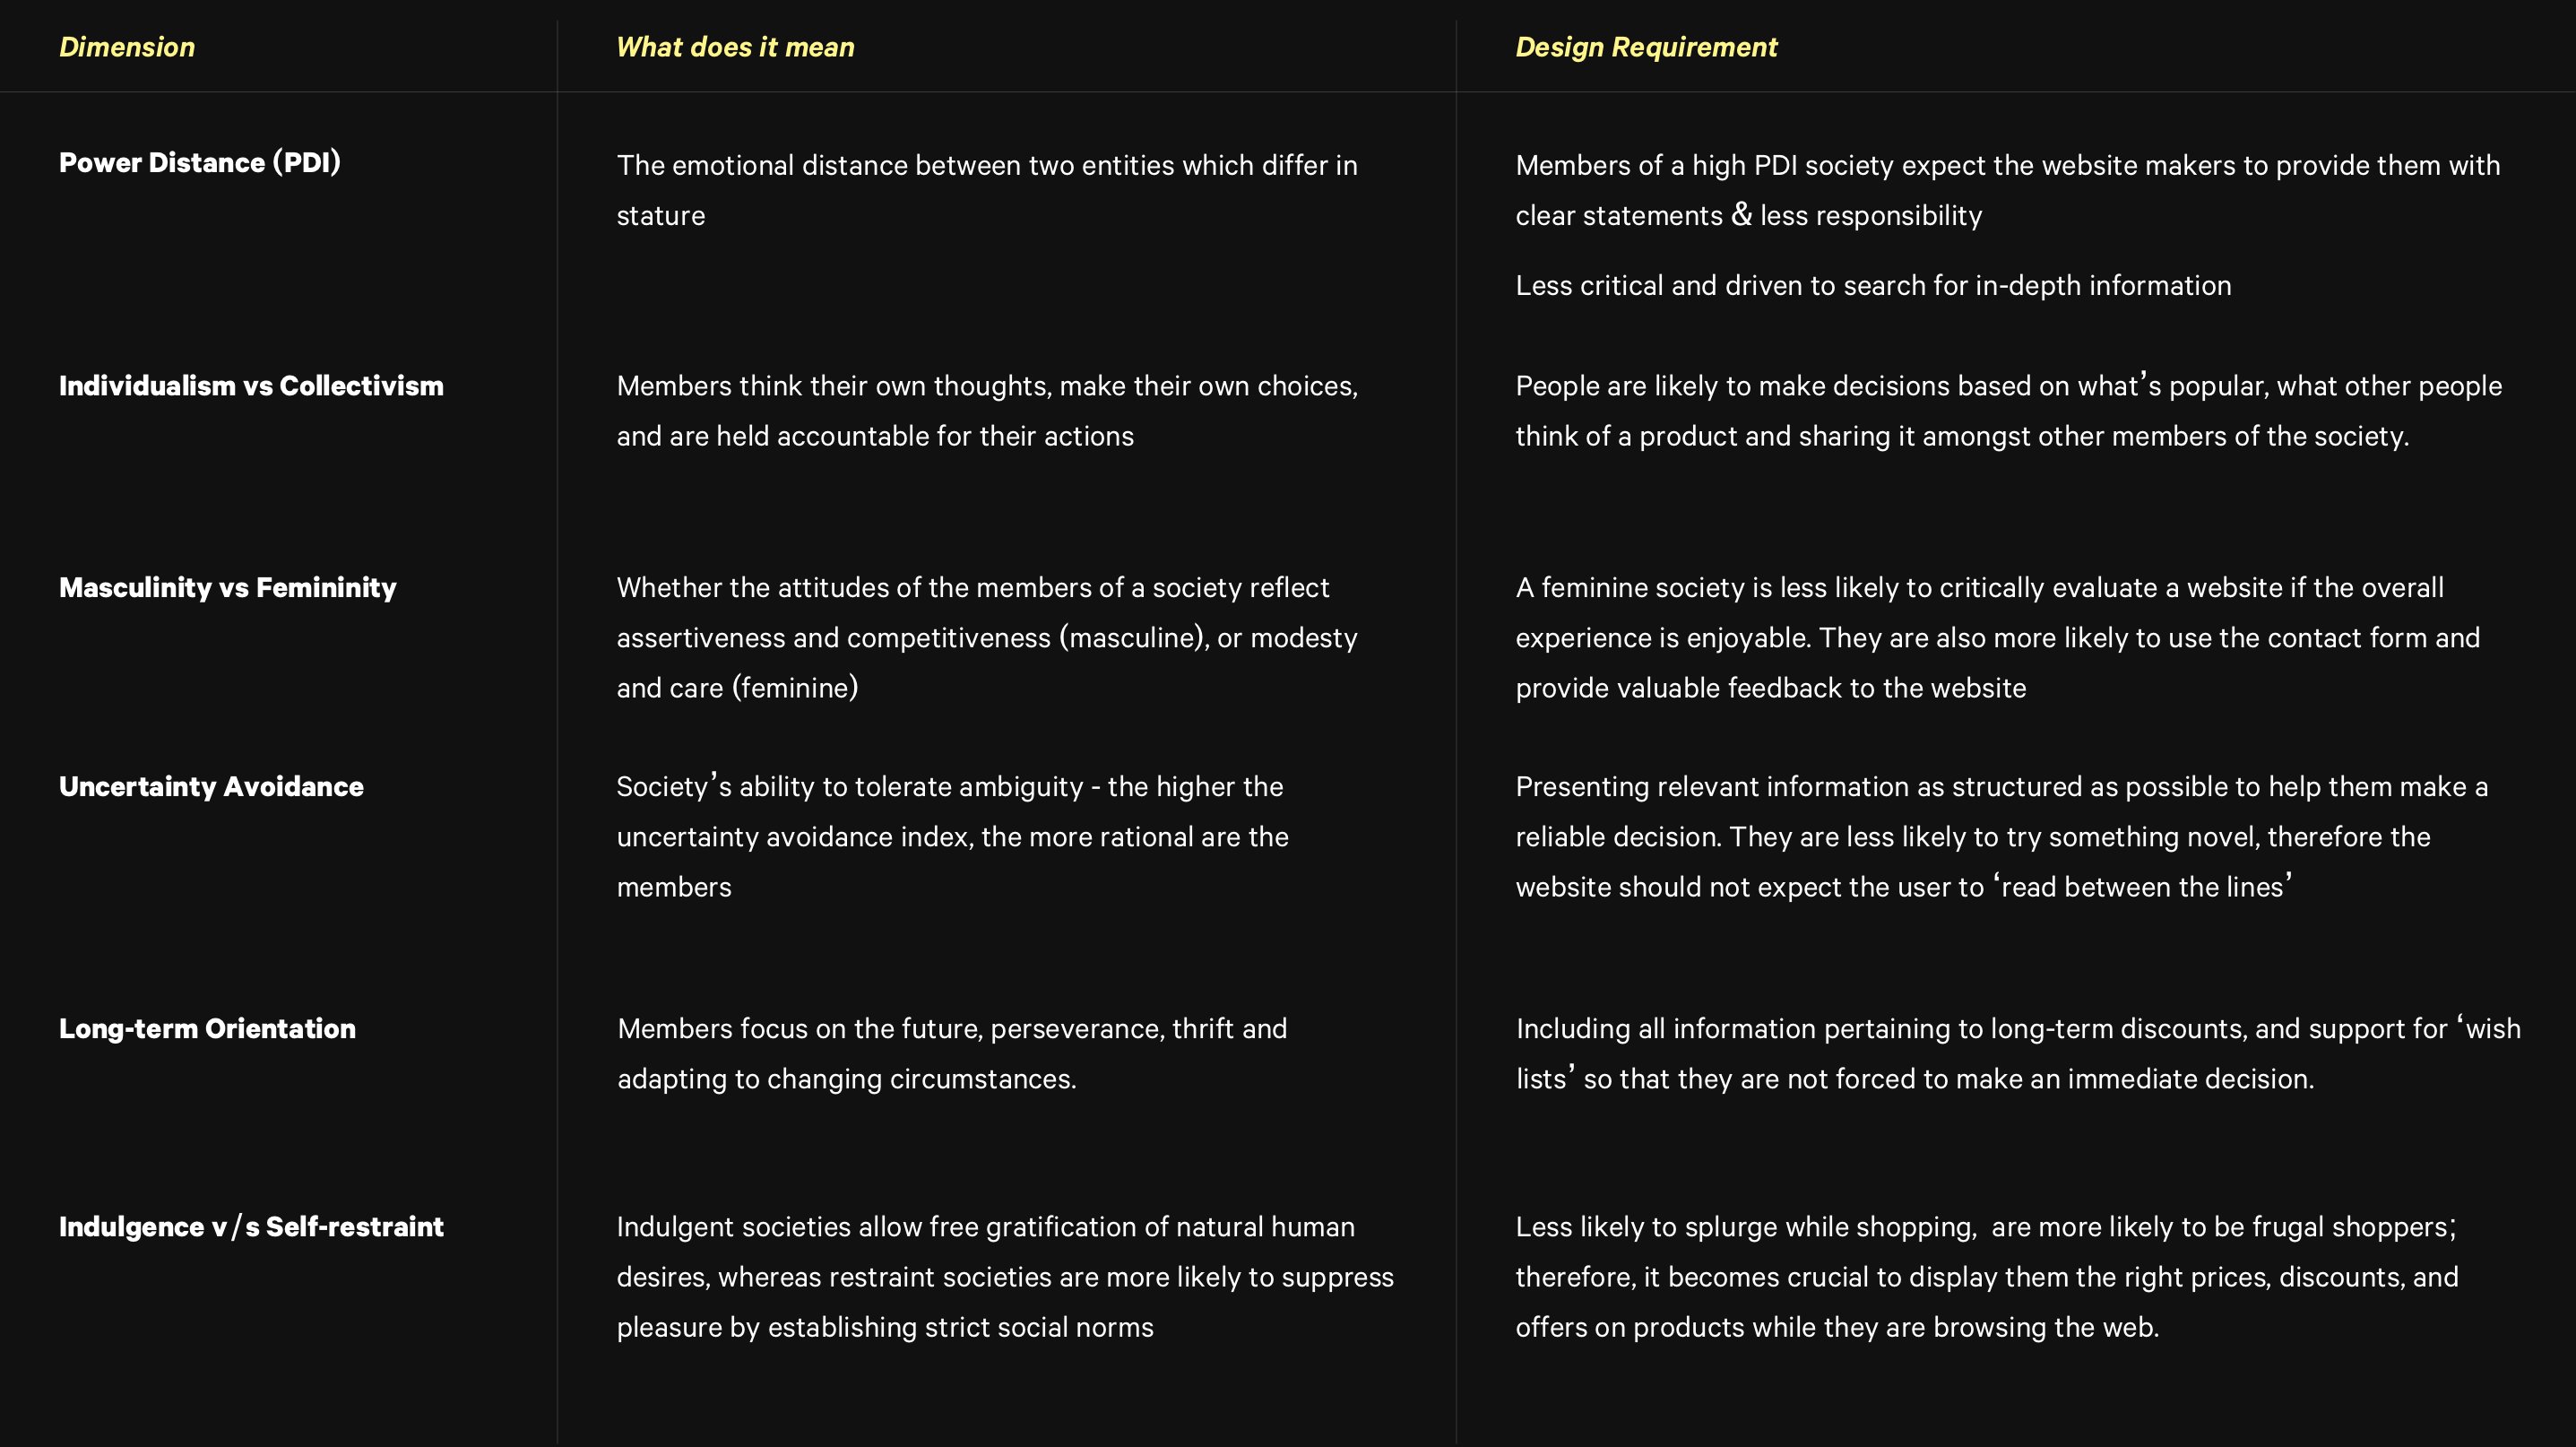 Dimension
What does it mean
Design Requirement
Power Distance (PDI)
The emotional distance between two entities which differ in
stature
Members of a high PDI society expect the website makers to provide them with
clear statements & less responsibility
Less critical and driven to search for in-depth information
Individualism vs Collectivism
Members think their own thoughts, make their own choices,
and are held accountable for their actions
People are likely to make decisions based on what’s popular, what other people
think of a product and sharing it amongst other members of the society.
Masculinity vs Femininity
Whether the attitudes of the members of a society reflect
assertiveness and competitiveness (masculine), or modesty
and care (feminine)
A feminine society is less likely to critically evaluate a website if the overall
experience is enjoyable. They are also more likely to use the contact form and
provide valuable feedback to the website
Uncertainty Avoidance
Society’s ability to tolerate ambiguity - the higher the
uncertainty avoidance index, the more rational are the
members
Presenting relevant information as structured as possible to help them make a
reliable decision. They are less likely to try something novel, therefore the
website should not expect the user to ‘read between the lines’
Long-term Orientation
Members focus on the future, perseverance, thrift and
adapting to changing circumstances.
Including all information pertaining to long-term discounts, and support for ‘wish
lists’ so that they are not forced to make an immediate decision.
Indulgence v/s Self-restraint
Indulgent societies allow free gratification of natural human
desires, whereas restraint societies are more likely to suppress
pleasure by establishing strict social norms
Less likely to splurge while shopping,  are more likely to be frugal shoppers;
therefore, it becomes crucial to display them the right prices, discounts, and
offers on products while they are browsing the web.